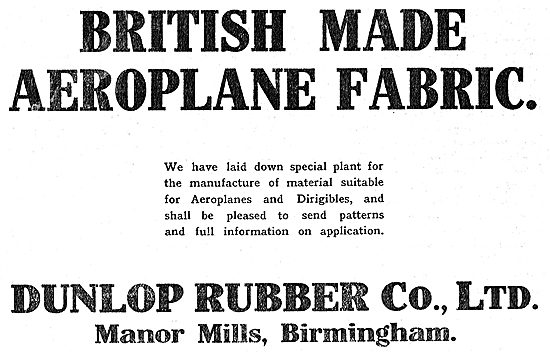 BRITISH MADE
AEROPLANE FABRIC.
We have laid down special plant for
the manufacture of material suitable
for Aeroplanes and Dirigibles, and
shall be pleased to send patterns
and full information on application.
DUNLOP RUBBER CO., LTD.
Manor Mills, Birmingham.